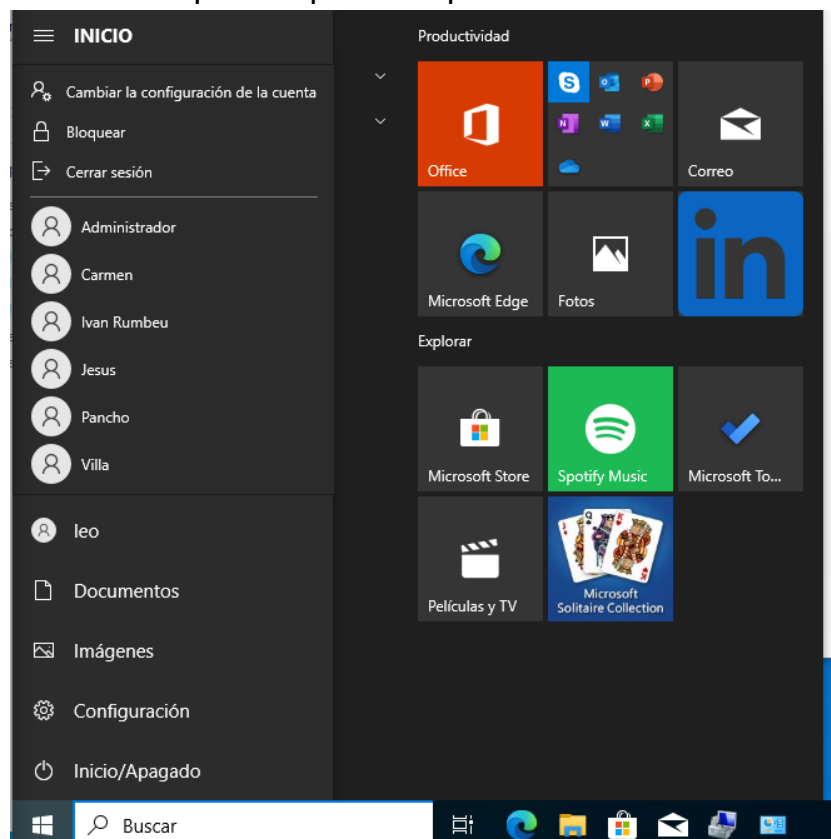 INICIO
Cambiar la configuración de la cuenta
Bloquear
Cerrar sesión
Administrador
Carmen
Ivan Rumbeu
Jesus
Pancho
Villa
leo
Documentos
Imágenes
Configuración
Inicio/Apagado
Buscar
Productividad
Office
Correo
Microsoft Edge
Fotos
in
Explorar
Microsoft Store
Spotify Music
Microsoft To...
Películas y TV
Microsoft
Solitaire Collection